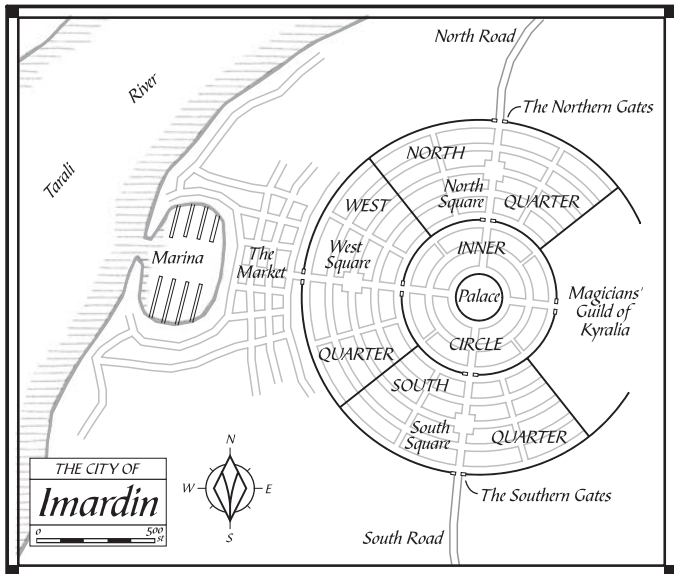 North Road
River
The Northern Gates
Tarali
NORTH
North
Square
QUARTER
WEST
West
Square
INNER
Marina
The
Market
Palace
Magicians'
Guild of
Kyralia
CIRCLE
QUARTER
SOUTH
South
Square
QUARTER
N
W
E
S
THE CITY OF
Imardin
0
500
st
The Southern Gates
South Road